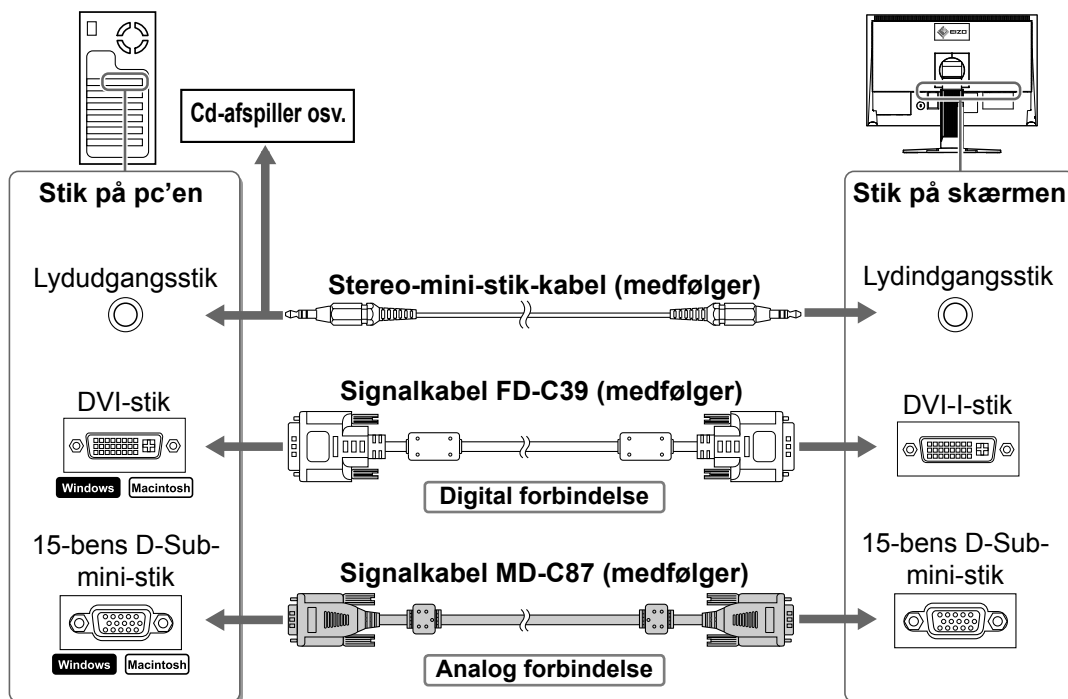 EIZO
Cd-afspiller osv.
Stik på pc'en
Stik på skærmen
Lydudgangsstik
Stereo-mini-stik-kabel (medfølger)
Lydindgangsstik
DVI-stik
Signalkabel FD-C39 (medfølger)
DVI-I-stik
Windows Macintosh
Digital forbindelse
15-bens D-Sub-
mini-stik
Signalkabel MD-C87 (medfølger)
15-bens D-Sub-
mini-stik
Windows Macintosh
Analog forbindelse